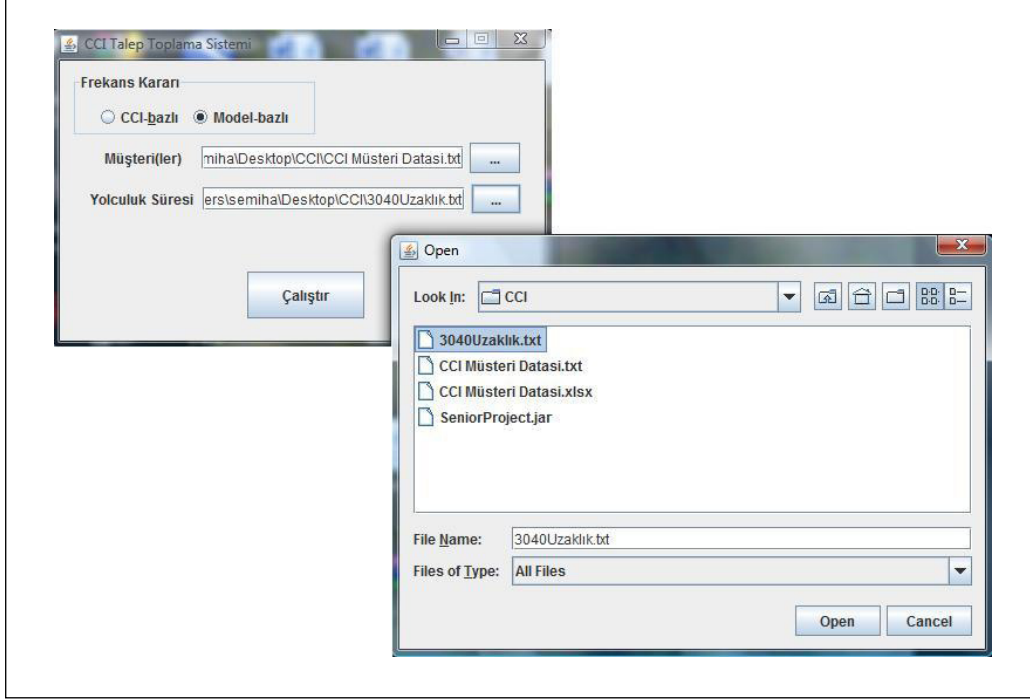 CCI Talep Toplama Sistemi
Frekans Kararı
CCI-bazlı Model-bazlı
Müşteri(ler) miha\Desktop\CCI\CCI Müsteri Datasi.txt ...
Yolculuk Süresi ers\semiha\Desktop\CCI\3040Uzaklık.txt ...
Çalıştır
Open
Look In: CCI
3040Uzaklık.txt
CCI Müsteri Datasi.txt
CCI Müsteri Datasi.xlsx
SeniorProject.jar
File Name: 3040Uzaklık.txt
Files of Type: All Files
Open Cancel